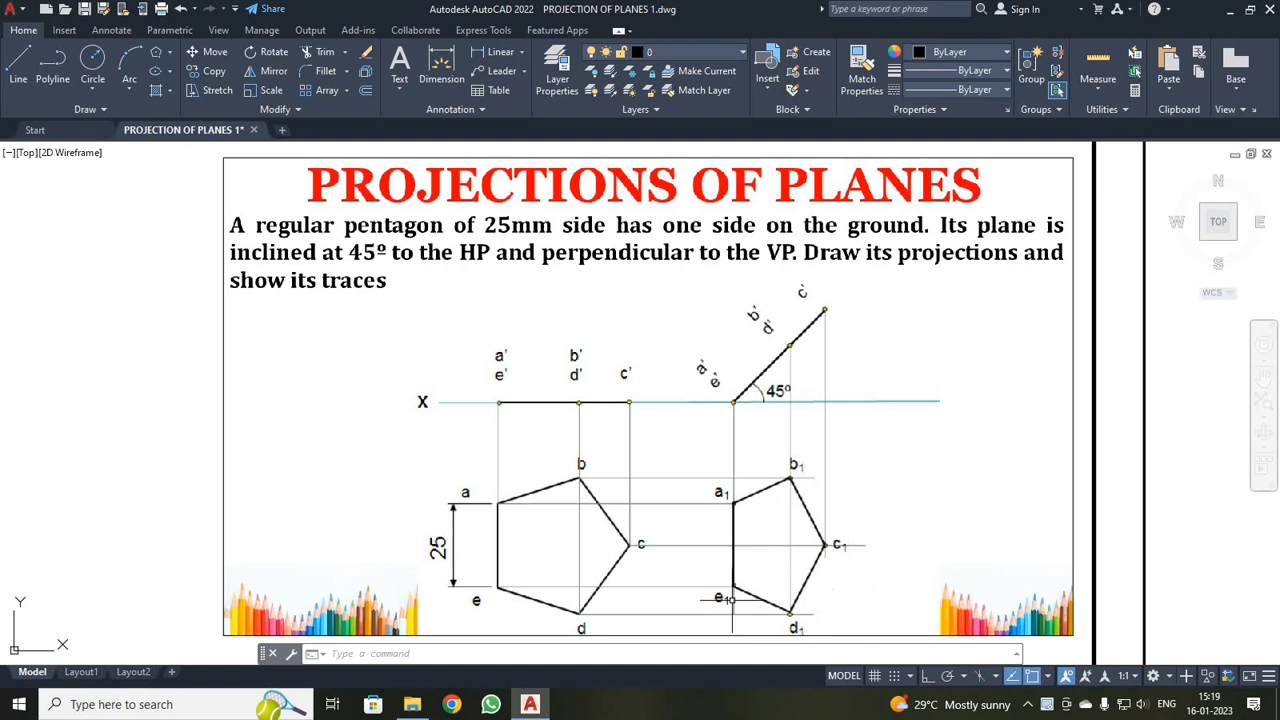 Autodesk AutoCAD 2022 PROJECTION OF PLANES 1.dwg
Share
Type a keyword or phrase
Sign In
Home Insert Annotate Parametric View Manage Output Add-ins Collaborate Express Tools Featured Apps
Line Polyline Circle Arc
Move Rotate Trim
Copy Mirror Fillet
Stretch Scale Array
Text Dimension
Linear
Leader
Table
Layer Properties
0
Make Current
Match Layer
Insert
Create
Edit
Match Properties
ByLayer
ByLayer
ByLayer
Group
Measure
Paste
Base
Draw Modify Annotation Layers Block Properties Groups Utilities Clipboard View
Start PROJECTION OF PLANES 1*
[−][Top][2D Wireframe]
PROJECTIONS OF PLANES
A regular pentagon of 25mm side has one side on the ground. Its plane is
inclined at 45º to the HP and perpendicular to the VP. Draw its projections and
show its traces
N
W TOP E
S
WCS
c'
b'
d'
a'
e'
45º
a' b'
e' d' c'
X
b b1
a a1
25
c c1
e e1
d d1
Y
X
Type a command
Model Layout1 Layout2
MODEL 1:1
Type here to search
29°C Mostly sunny
ENG
15:19
16-01-2023